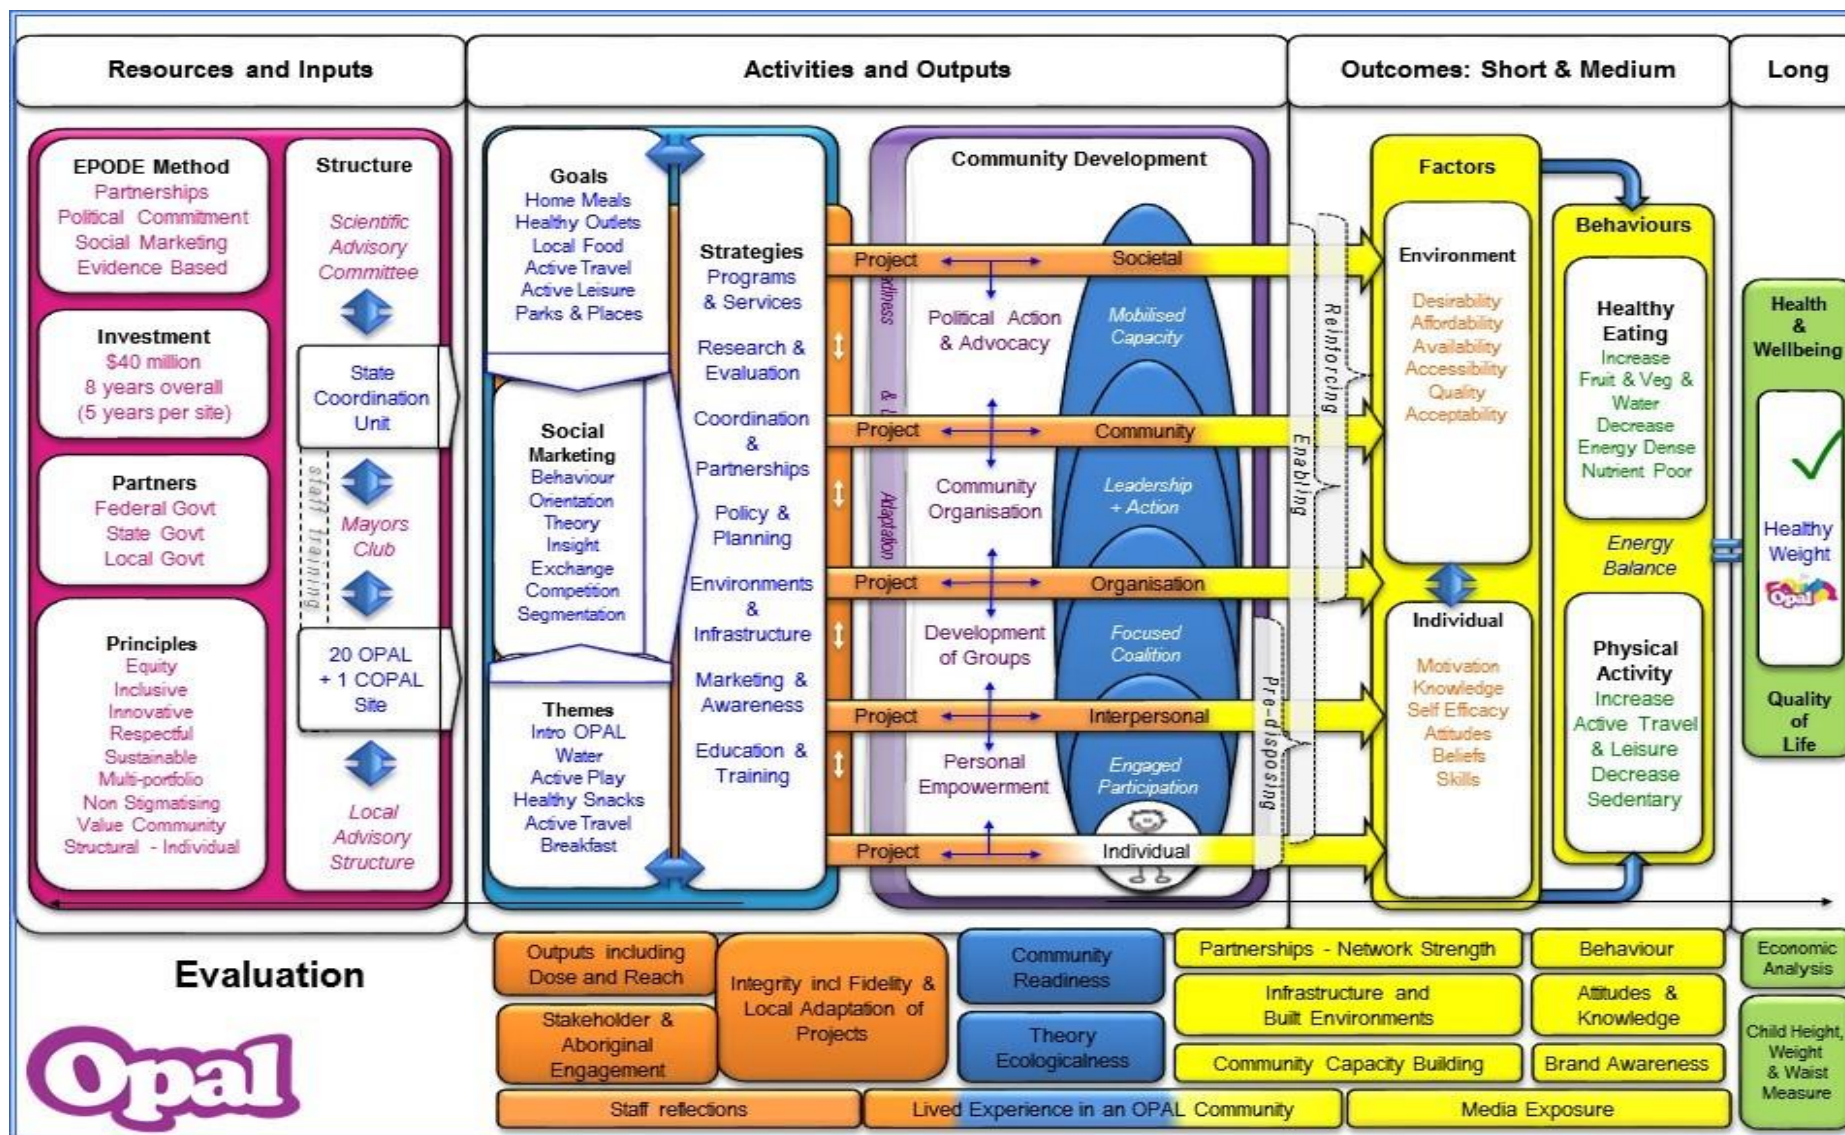 Resources and Inputs
Activities and Outputs
Outcomes: Short & Medium
Long
EPODE Method
Partnerships
Political Commitment
Social Marketing
Evidence Based
Investment
$40 million
8 years overall
(5 years per site)
Partners
Federal Govt
State Govt
Local Govt
Principles
Equity
Inclusive
Innovative
Respectful
Sustainable
Multi-portfolio
Non Stigmatising
Value Community
Structural - Individual
Structure
Scientific
Advisory
Committee
State
Coordination
Unit
staff training
Mayors
Club
20 OPAL
+ 1 COPAL
Site
Local
Advisory
Structure
Goals
Home Meals
Healthy Outlets
Local Food
Active Travel
Active Leisure
Parks & Places
Social
Marketing
Behaviour
Orientation
Theory
Insight
Exchange
Competition
Segmentation
Themes
Intro OPAL
Water
Active Play
Healthy Snacks
Active Travel
Breakfast
Strategies
Programs
& Services
Research &
Evaluation
Coordination
&
Partnerships
Policy &
Planning
Environments
&
Infrastructure
Marketing &
Awareness
Education &
Training
&
Adaptation
Community Development
Project
Societal
Political Action
& Advocacy
Mobilised
Capacity
Project
Community
Community
Organisation
Leadership
+ Action
Project
Organisation
Development
of Groups
Focused
Coalition
Project
Interpersonal
Personal
Empowerment
Engaged
Participation
Project
Individual
Reinforcing
Enabling
Pre-disposing
Factors
Environment
Desirability
Affordability
Availability
Accessibility
Quality
Acceptability
Individual
Motivation
Knowledge
Self Efficacy
Attitudes
Beliefs
Skills
Behaviours
Healthy
Eating
Increase
Fruit & Veg &
Water
Decrease
Energy Dense
Nutrient Poor
Energy
Balance
Physical
Activity
Increase
Active Travel
& Leisure
Decrease
Sedentary
Health
&
Wellbeing
Healthy
Weight
Opal
Quality
of
Life
Evaluation
Opal
Outputs including
Dose and Reach
Stakeholder &
Aboriginal
Engagement
Integrity incl Fidelity &
Local Adaptation of
Projects
Community
Readiness
Theory
Ecologicalness
Partnerships - Network Strength
Infrastructure and
Built Environments
Community Capacity Building
Behaviour
Attitudes &
Knowledge
Brand Awareness
Economic
Analysis
Child Height,
Weight
& Waist
Measure
Staff reflections
Lived Experience in an OPAL Community
Media Exposure